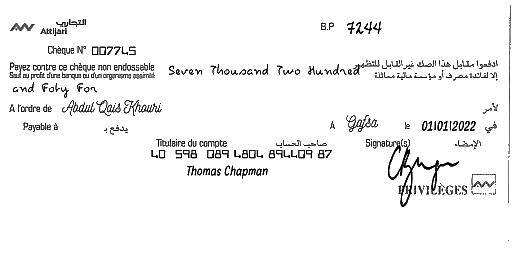 التجاري
Attijari
B.P 7244
Chèque N° 007745
Payez contre ce chèque non endossable
Sauf au profit d'une banque ou d'un organisme assimilé
Seven Thousand Two Hundred
ادفعوا مقابل هذا الصك غير القابل للتظهير
إلا لفائدة مصرف أو مؤسسة مالية مماثلة
and Foty For
A l'ordre de Abdul Qais Khouri
لأمر
Payable à يدفع بـ
A Gafsa le 01/01/2022 في
Titulaire du compte صاحب الحساب
Signature(s) الإمضاء
40 598 089 4804 894409 87
Thomas Chapman
PRIVILÈGES